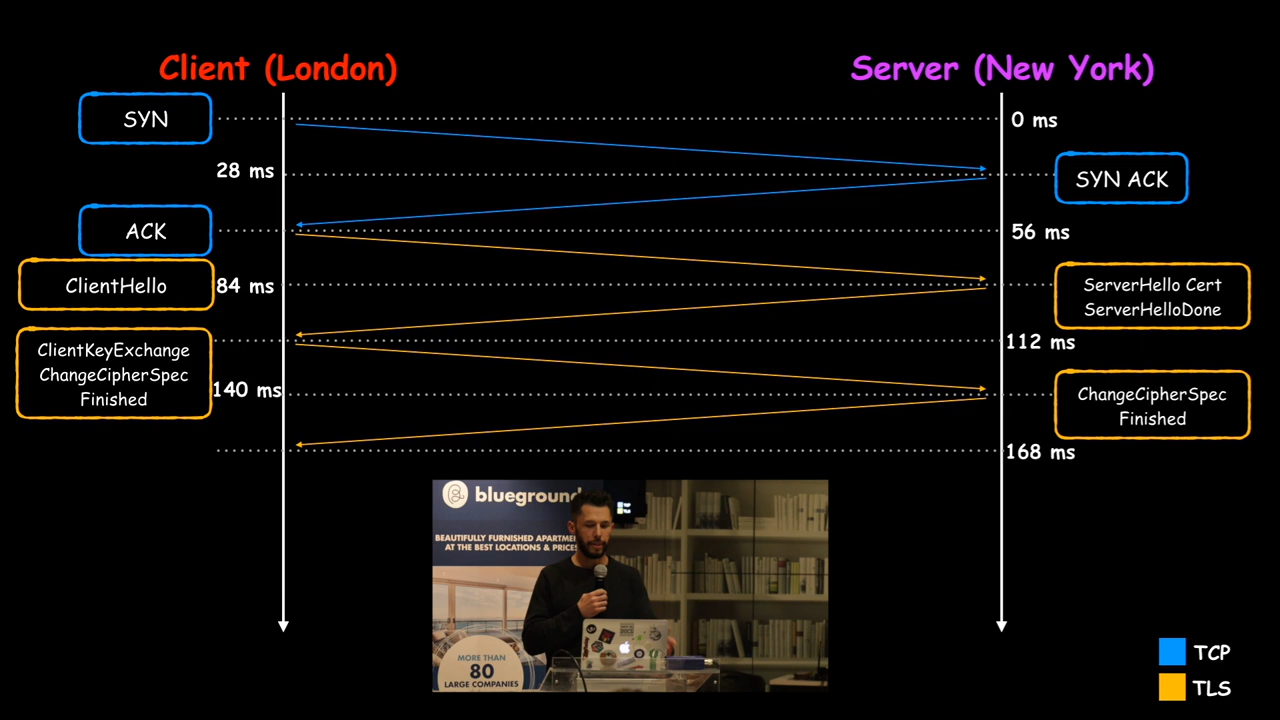 Client (London)
Server (New York)
SYN
0 ms
28 ms
SYN ACK
ACK
56 ms
ClientHello
84 ms
ServerHello Cert
ServerHelloDone
112 ms
ClientKeyExchange
ChangeCipherSpec
Finished
140 ms
ChangeCipherSpec
Finished
168 ms
blueground
BEAUTIFULLY FURNISHED
AT THE BEST LOCATIONS & PRICES
MORE THAN
80
LARGE COMPANIES
TCP
TLS